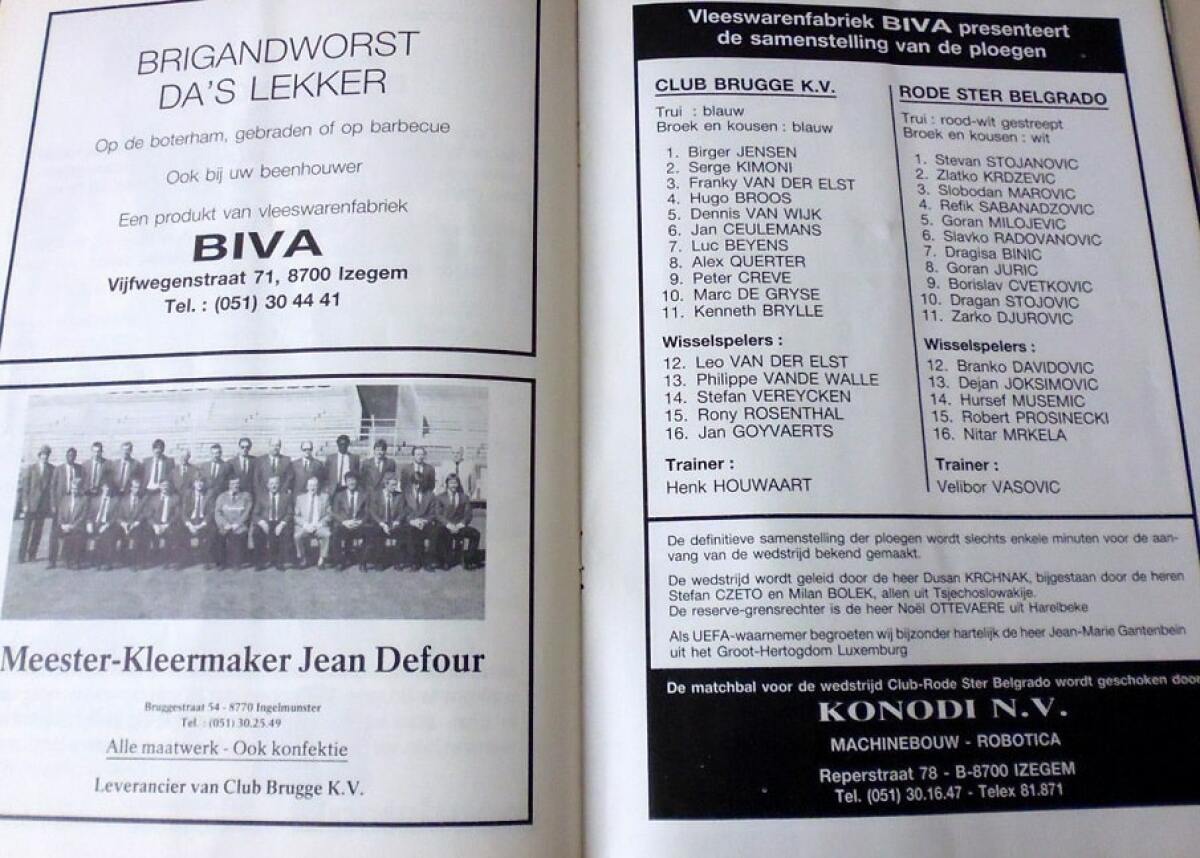 BRIGANDWORST
DA'S LEKKER
Op de boterham, gebraden of op barbecue
Ook bij uw beenhouwer
Een produkt van vleeswarenfabriek
BIVA
Vijfwegenstraat 71, 8700 Izegem
Tel. : (051) 30 44 41
Meester-Kleermaker Jean Defour
Bruggestraat 54 - 8770 Ingelmunster
Tel. : (051) 30.25.49
Alle maatwerk - Ook konfektie
Leverancier van Club Brugge K.V.
Vleeswarenfabriek BIVA presenteert
de samenstelling van de ploegen
CLUB BRUGGE K.V.
Trui : blauw
Broek en kousen : blauw
1. Birger JENSEN
2. Serge KIMONI
3. Franky VAN DER ELST
4. Hugo BROOS
5. Dennis VAN WIJK
6. Jan CEULEMANS
7. Luc BEYENS
8. Alex QUERTER
9. Peter CREVE
10. Marc DE GRYSE
11. Kenneth BRYLLE
Wisselspelers :
12. Leo VAN DER ELST
13. Philippe VANDE WALLE
14. Stefan VEREYCKEN
15. Rony ROSENTHAL
16. Jan GOYVAERTS
Trainer :
Henk HOUWAART
RODE STER BELGRADO
Trui : rood-wit gestreept
Broek en kousen : wit
1. Stevan STOJANOVIC
2. Zlatko KRDZEVIC
3. Slobodan MAROVIC
4. Refik SABANADZOVIC
5. Goran MILOJEVIC
6. Slavko RADOVANOVIC
7. Dragisa BINIC
8. Goran JURIC
9. Borislav CVETKOVIC
10. Dragan STOJOVIC
11. Zarko DJUROVIC
Wisselspelers :
12. Branko DAVIDOVIC
13. Dejan JOKSIMOVIC
14. Hursef MUSEMIC
15. Robert PROSINECKI
16. Nitar MRKELA
Trainer :
Velibor VASOVIC
De definitieve samenstelling der ploegen wordt slechts enkele minuten voor de aan-
vang van de wedstrijd bekend gemaakt.
De wedstrijd wordt geleid door de heer Dusan KRCHNAK, bijgestaan door de heren
Stefan CZETO en Milan BOLEK, allen uit Tsjechoslowakije.
De reserve-grensrechter is de heer Noël OTTEVAERE uit Harelbeke
Als UEFA-waarnemer begroeten wij bijzonder hartelijk de heer Jean-Marie Gantenbein
uit het Groot-Hertogdom Luxemburg
De matchbal voor de wedstrijd Club-Rode Ster Belgrado wordt geschoken door
KONODI N.V.
MACHINEBOUW - ROBOTICA
Reperstraat 78 - B-8700 IZEGEM
Tel. (051) 30.16.47 - Telex 81.871